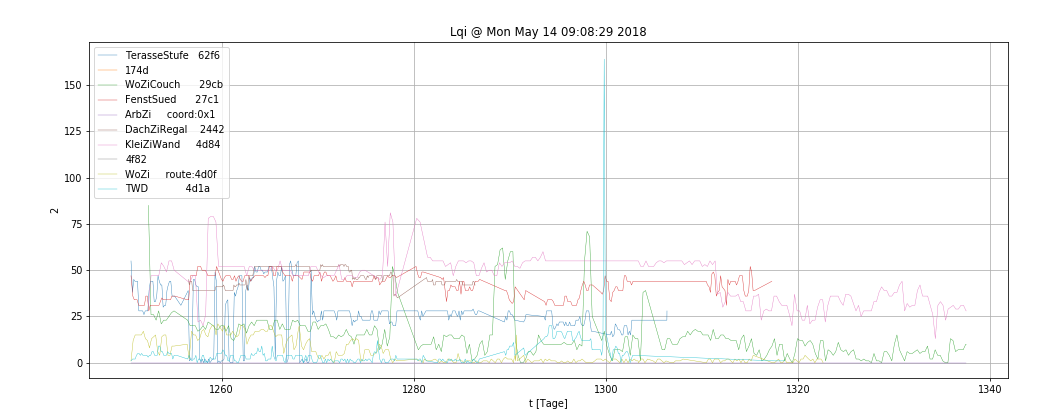 Lqi @ Mon May 14 09:08:29 2018
TerasseStufe 62f6
174d
WoZiCouch 29cb
FenstSued 27c1
ArbZi coord:0x1
DachZiRegal 2442
KleiZiWand 4d84
4f82
WoZi route:4d0f
TWD 4d1a
150
125
100
75
50
25
0
2
1260 1280 1300 1320 1340
t [Tage]